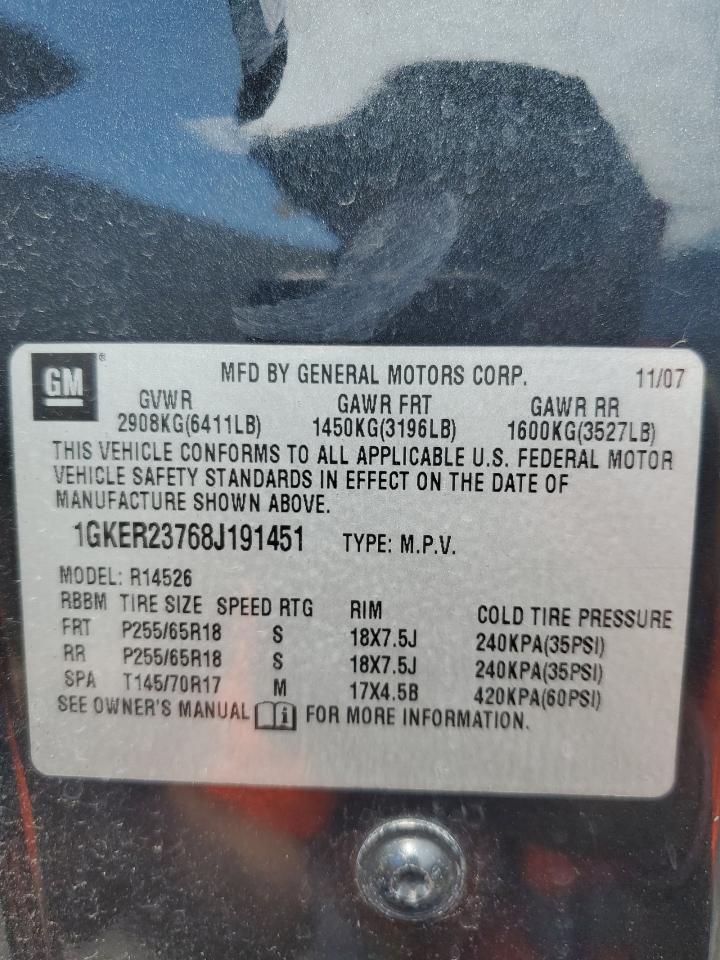 GM ® MFD BY GENERAL MOTORS CORP. 11/07
GVWR GAWR FRT GAWR RR
2908KG(6411LB) 1450KG(3196LB) 1600KG(3527LB)
THIS VEHICLE CONFORMS TO ALL APPLICABLE U.S. FEDERAL MOTOR
VEHICLE SAFETY STANDARDS IN EFFECT ON THE DATE OF
MANUFACTURE SHOWN ABOVE.
1GKER23768J191451 TYPE: M.P.V.
MODEL: R14526
RBBM TIRE SIZE SPEED RTG RIM COLD TIRE PRESSURE
FRT P255/65R18 S 18X7.5J 240KPA(35PSI)
RR P255/65R18 S 18X7.5J 240KPA(35PSI)
SPA T145/70R17 M 17X4.5B 420KPA(60PSI)
SEE OWNER'S MANUAL i FOR MORE INFORMATION.